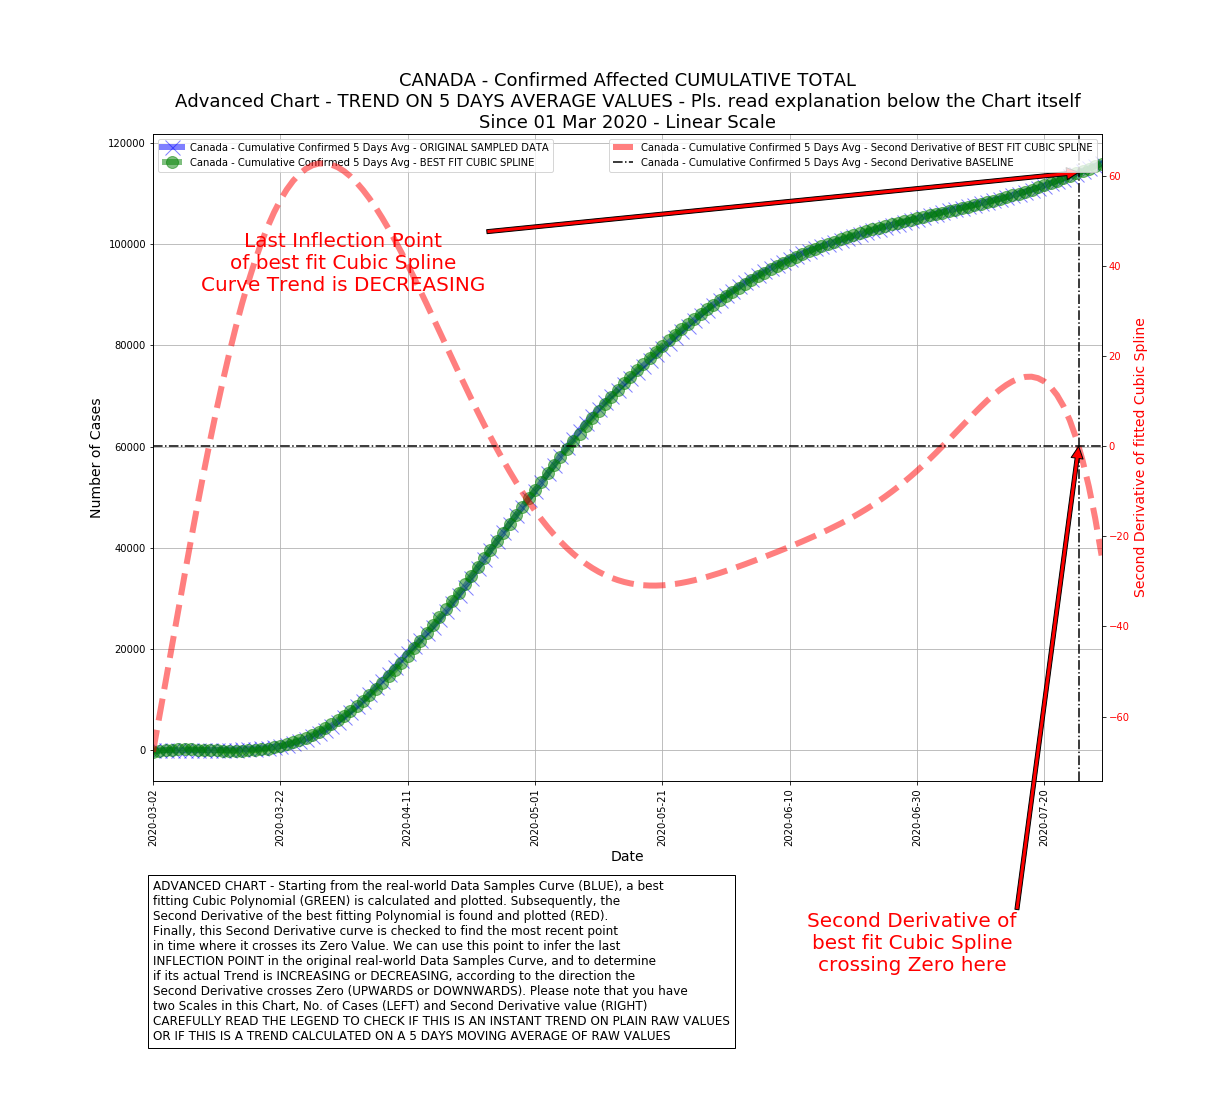 CANADA - Confirmed Affected CUMULATIVE TOTAL
Advanced Chart - TREND ON 5 DAYS AVERAGE VALUES - Pls. read explanation below the Chart itself
Since 01 Mar 2020 - Linear Scale
Canada - Cumulative Confirmed 5 Days Avg - ORIGINAL SAMPLED DATA
Canada - Cumulative Confirmed 5 Days Avg - BEST FIT CUBIC SPLINE
Canada - Cumulative Confirmed 5 Days Avg - Second Derivative of BEST FIT CUBIC SPLINE
Canada - Cumulative Confirmed 5 Days Avg - Second Derivative BASELINE
Last Inflection Point
of best fit Cubic Spline
Curve Trend is DECREASING
Number of Cases
120000
100000
80000
60000
40000
20000
0
60
40
20
0
−20
−40
−60
Second Derivative of fitted Cubic Spline
2020-03-02
2020-03-22
2020-04-11
2020-05-01
2020-05-21
2020-06-10
2020-06-30
2020-07-20
Date
ADVANCED CHART - Starting from the real-world Data Samples Curve (BLUE), a best
fitting Cubic Polynomial (GREEN) is calculated and plotted. Subsequently, the
Second Derivative of the best fitting Polynomial is found and plotted (RED).
Finally, this Second Derivative curve is checked to find the most recent point
in time where it crosses its Zero Value. We can use this point to infer the last
INFLECTION POINT in the original real-world Data Samples Curve, and to determine
if its actual Trend is INCREASING or DECREASING, according to the direction the
Second Derivative crosses Zero (UPWARDS or DOWNWARDS). Please note that you have
two Scales in this Chart, No. of Cases (LEFT) and Second Derivative value (RIGHT)
CAREFULLY READ THE LEGEND TO CHECK IF THIS IS AN INSTANT TREND ON PLAIN RAW VALUES
OR IF THIS IS A TREND CALCULATED ON A 5 DAYS MOVING AVERAGE OF RAW VALUES
Second Derivative of
best fit Cubic Spline
crossing Zero here